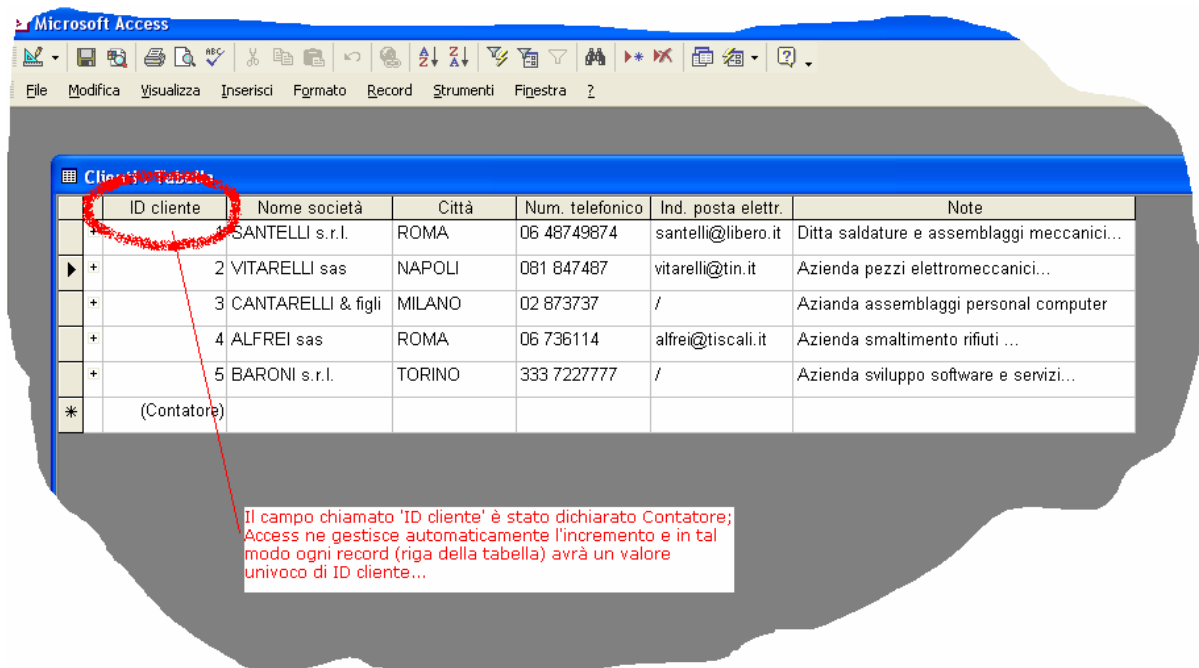 Microsoft Access
File Modifica Visualizza Inserisci Formato Record Strumenti Finestra ?
Clienti : Tabella
ID cliente Nome società Città Num. telefonico Ind. posta elettr. Note
1 SANTELLI s.r.l. ROMA 06 48749874 santelli@libero.it Ditta saldature e assemblaggi meccanici...
2 VITARELLI sas NAPOLI 081 847487 vitarelli@tin.it Azienda pezzi elettromeccanici...
3 CANTARELLI & figli MILANO 02 873737 / Azianda assemblaggi personal computer
4 ALFREI sas ROMA 06 736114 alfrei@tiscali.it Azienda smaltimento rifiuti ...
5 BARONI s.r.l. TORINO 333 7227777 / Azienda sviluppo software e servizi...
(Contatore)
Il campo chiamato 'ID cliente' è stato dichiarato Contatore;
Access ne gestisce automaticamente l'incremento e in tal
modo ogni record (riga della tabella) avrà un valore
univoco di ID cliente...